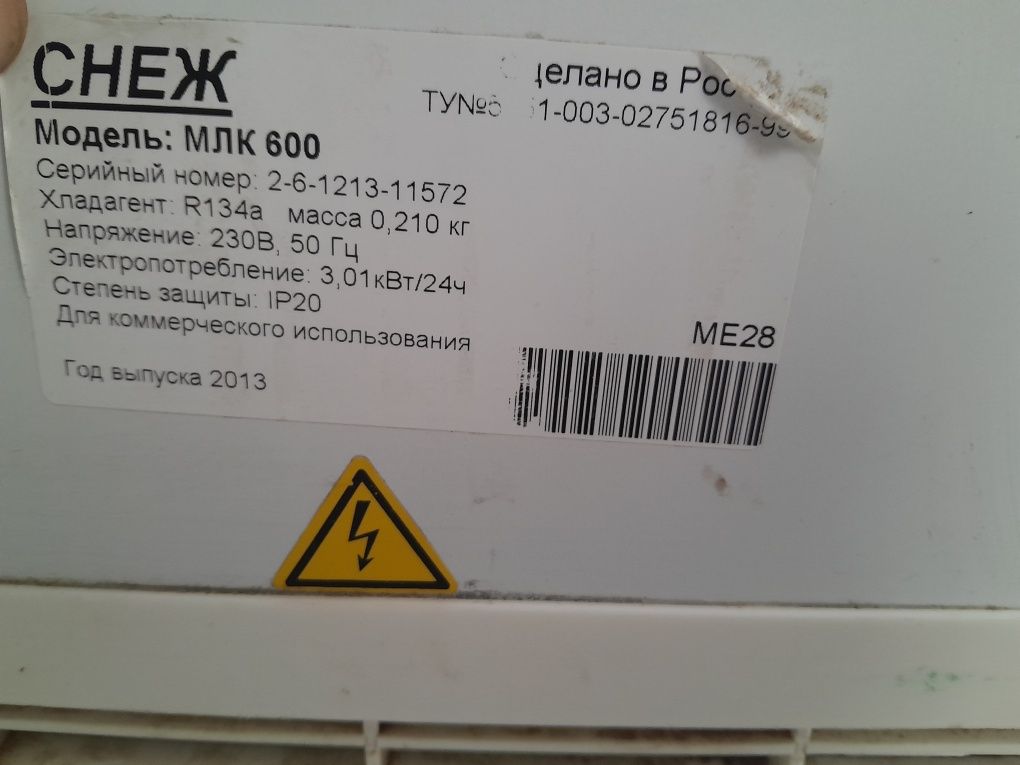 СНЕЖ
в
ТУ№
Модель: МЛК 600
Серийный номер: 2-6-1213-11572
Хладагент: R134a масса 0,210 кг
Напряжение: 230В, 50 Гц
Электропотребление: 3,01кВт/24ч
Степень защиты: IP20
Для коммерческого использования
Год выпуска 2013
ME28